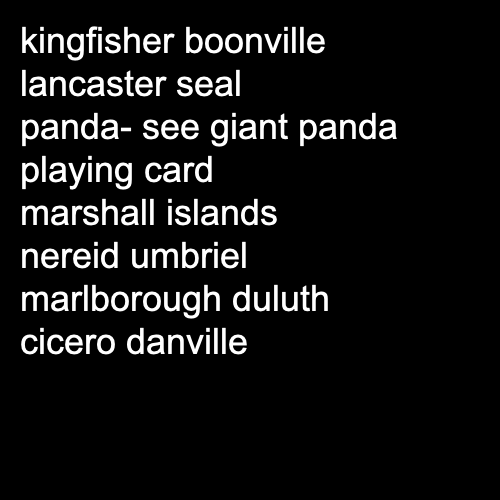 kingfisher boonville
lancaster seal
panda- see giant panda
playing card
marshall islands
nereid umbriel
marlborough duluth
cicero danville